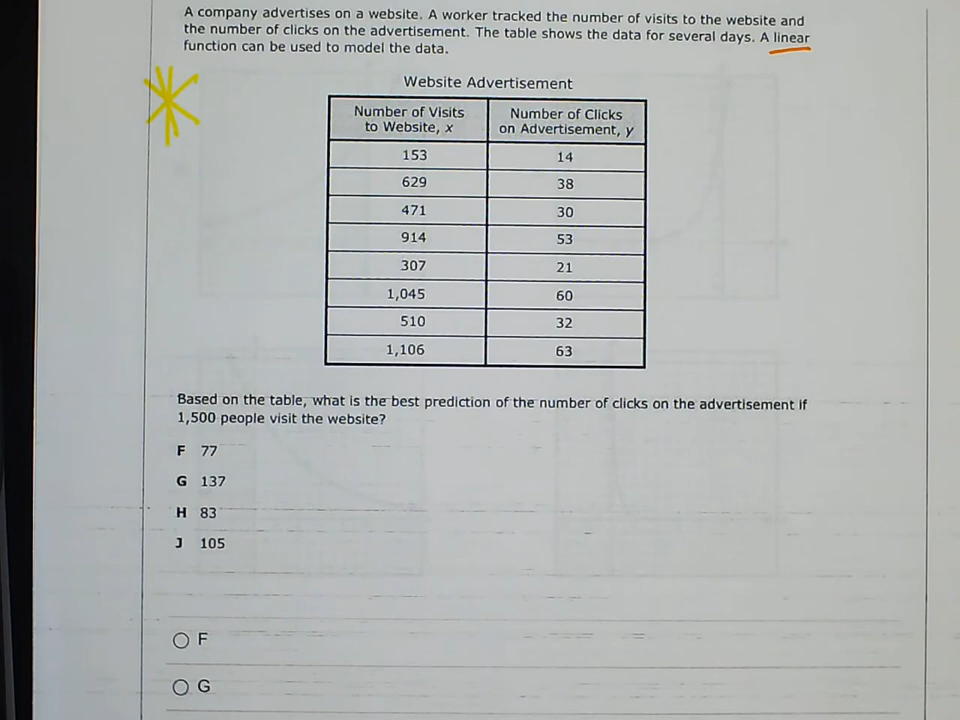 A company advertises on a website. A worker tracked the number of visits to the website and
the number of clicks on the advertisement. The table shows the data for several days. A linear
function can be used to model the data.
Website Advertisement
Number of Visits
to Website, x
Number of Clicks
on Advertisement, y
153 14
629 38
471 30
914 53
307 21
1,045 60
510 32
1,106 63
Based on the table, what is the best prediction of the number of clicks on the advertisement if
1,500 people visit the website?
F 77
G 137
H 83
J 105
F
G